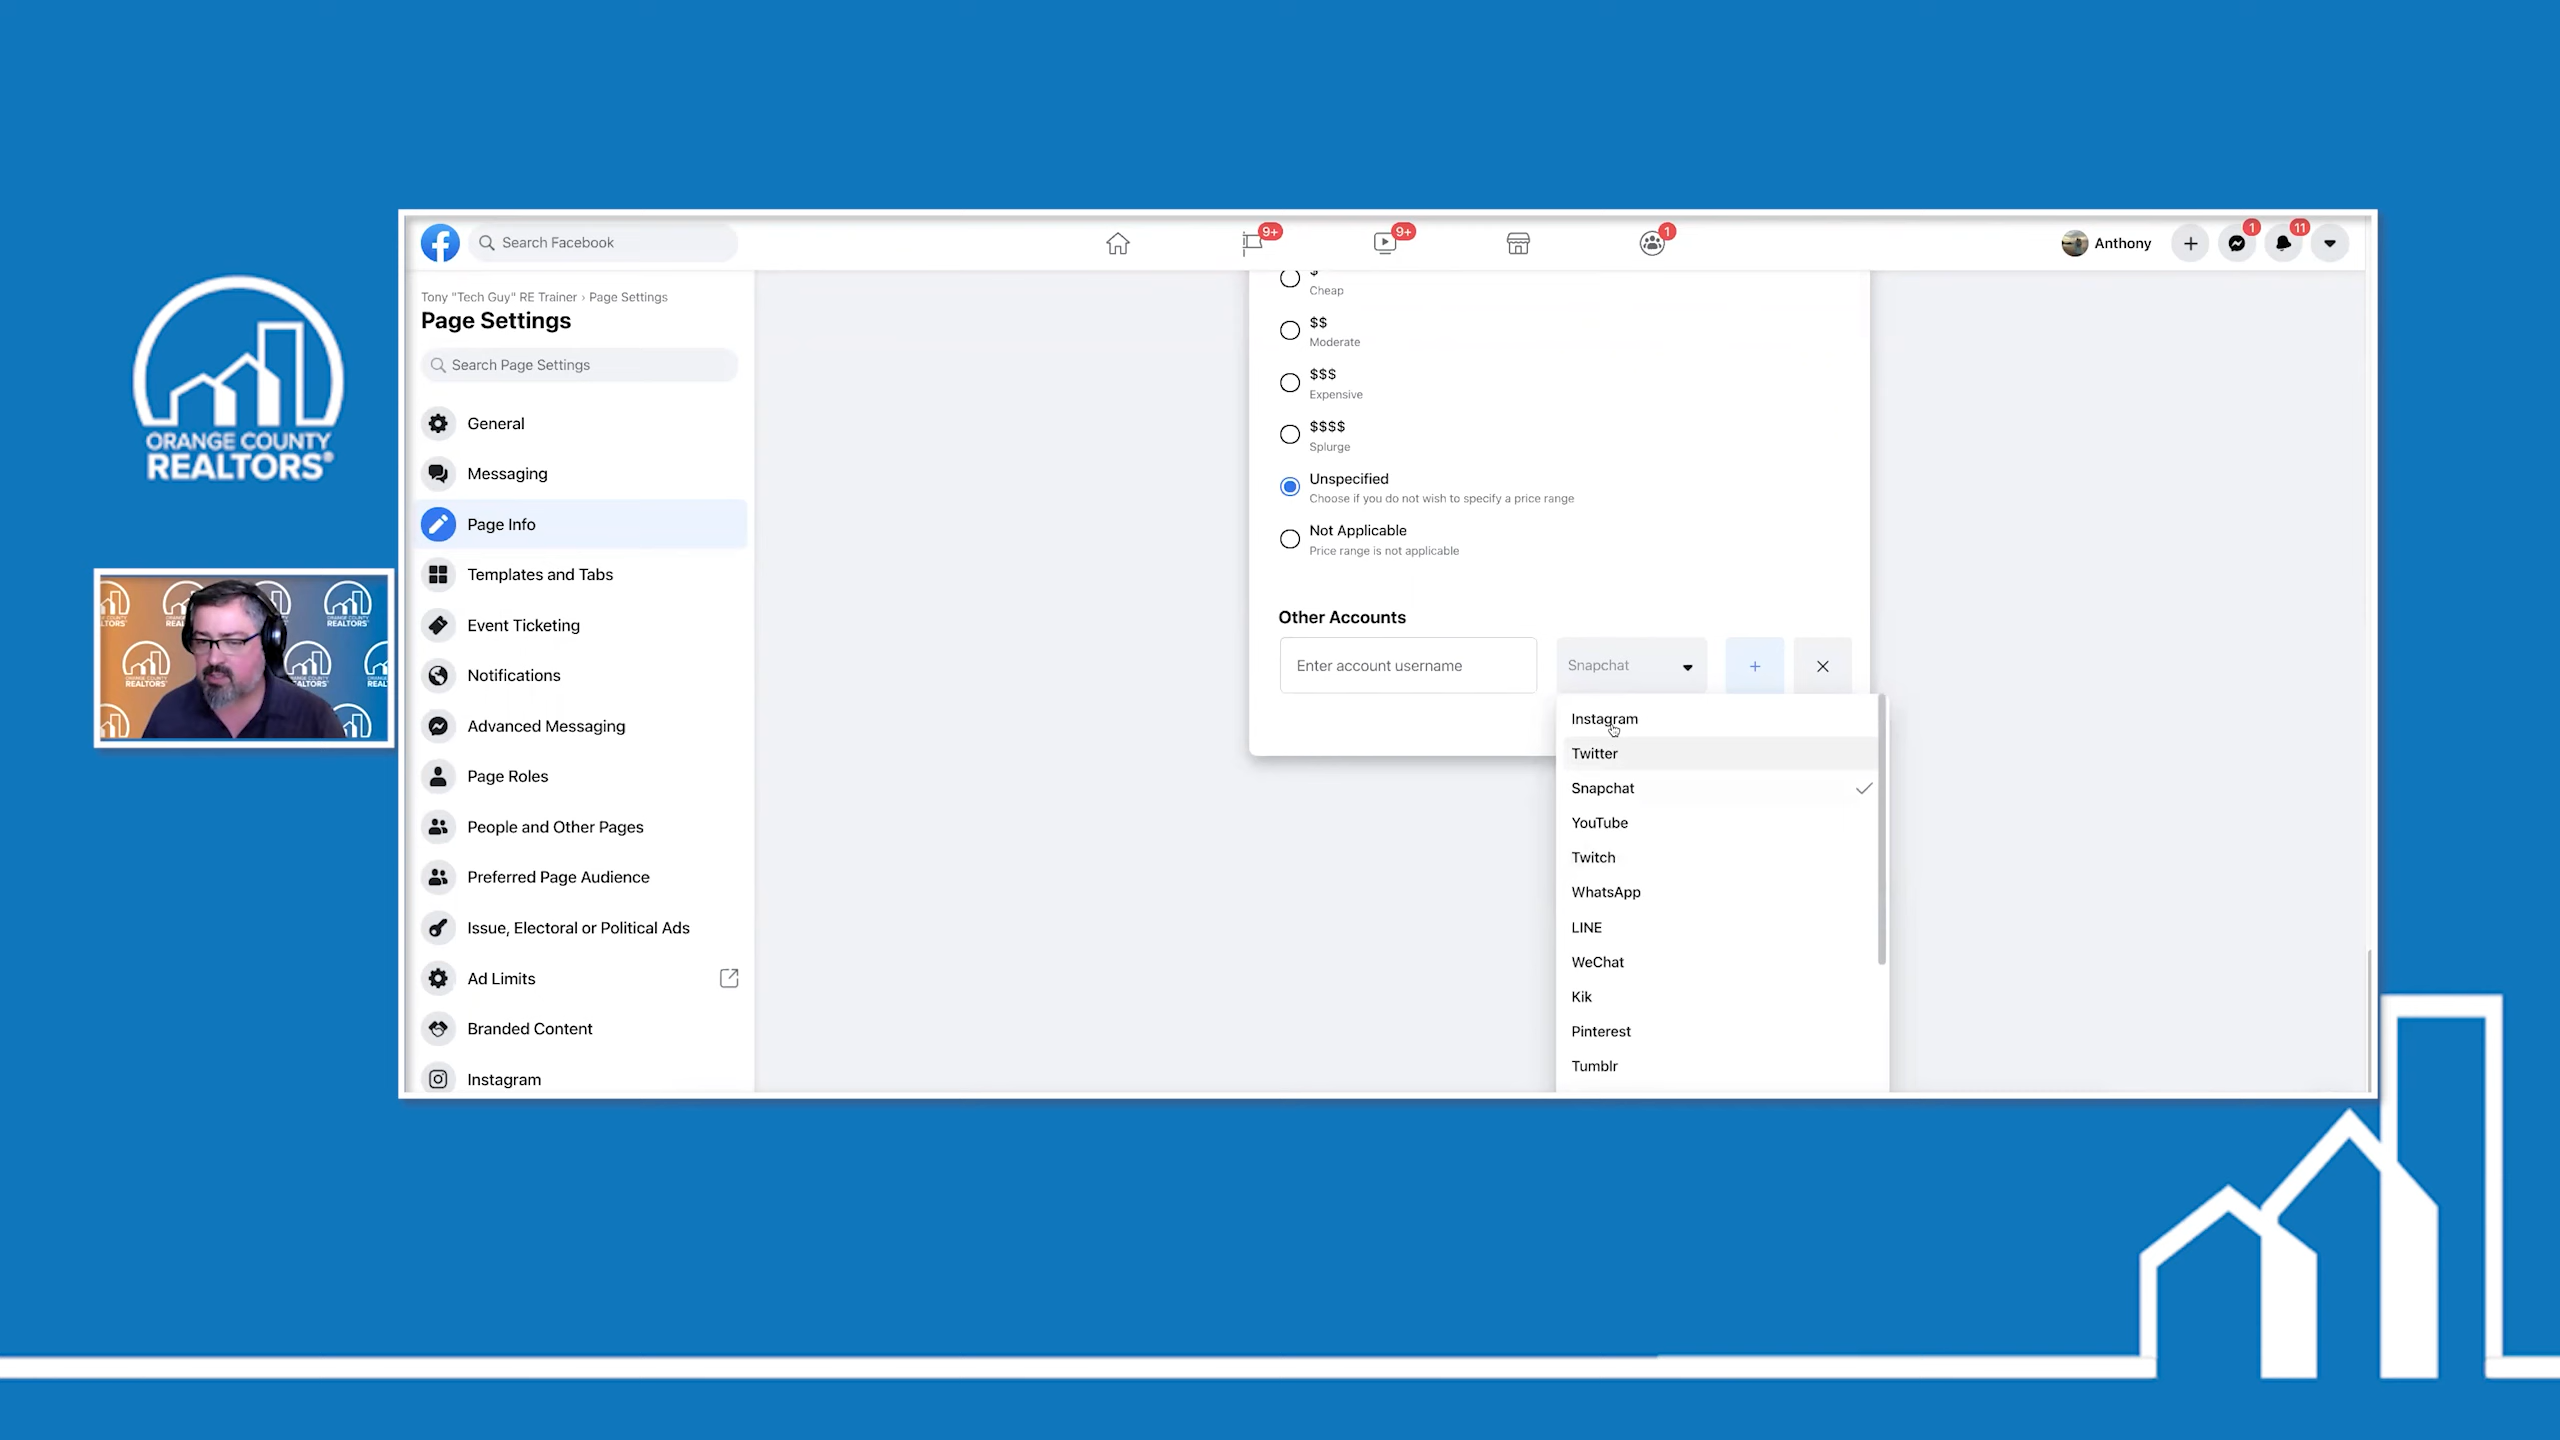 ORANGE COUNTY
REALTORS®
Search Facebook
9+
9+
1
Anthony
1
11
Tony "Tech Guy" RE Trainer › Page Settings
Page Settings
Search Page Settings
General
Messaging
Page Info
Templates and Tabs
Event Ticketing
Notifications
Advanced Messaging
Page Roles
People and Other Pages
Preferred Page Audience
Issue, Electoral or Political Ads
Ad Limits
Branded Content
Instagram
Cheap
$$
Moderate
$$$
Expensive
$$$$
Splurge
Unspecified
Choose if you do not wish to specify a price range
Not Applicable
Price range is not applicable
Other Accounts
Enter account username
Snapchat
Instagram
Twitter
Snapchat
YouTube
Twitch
WhatsApp
LINE
WeChat
Kik
Pinterest
Tumblr